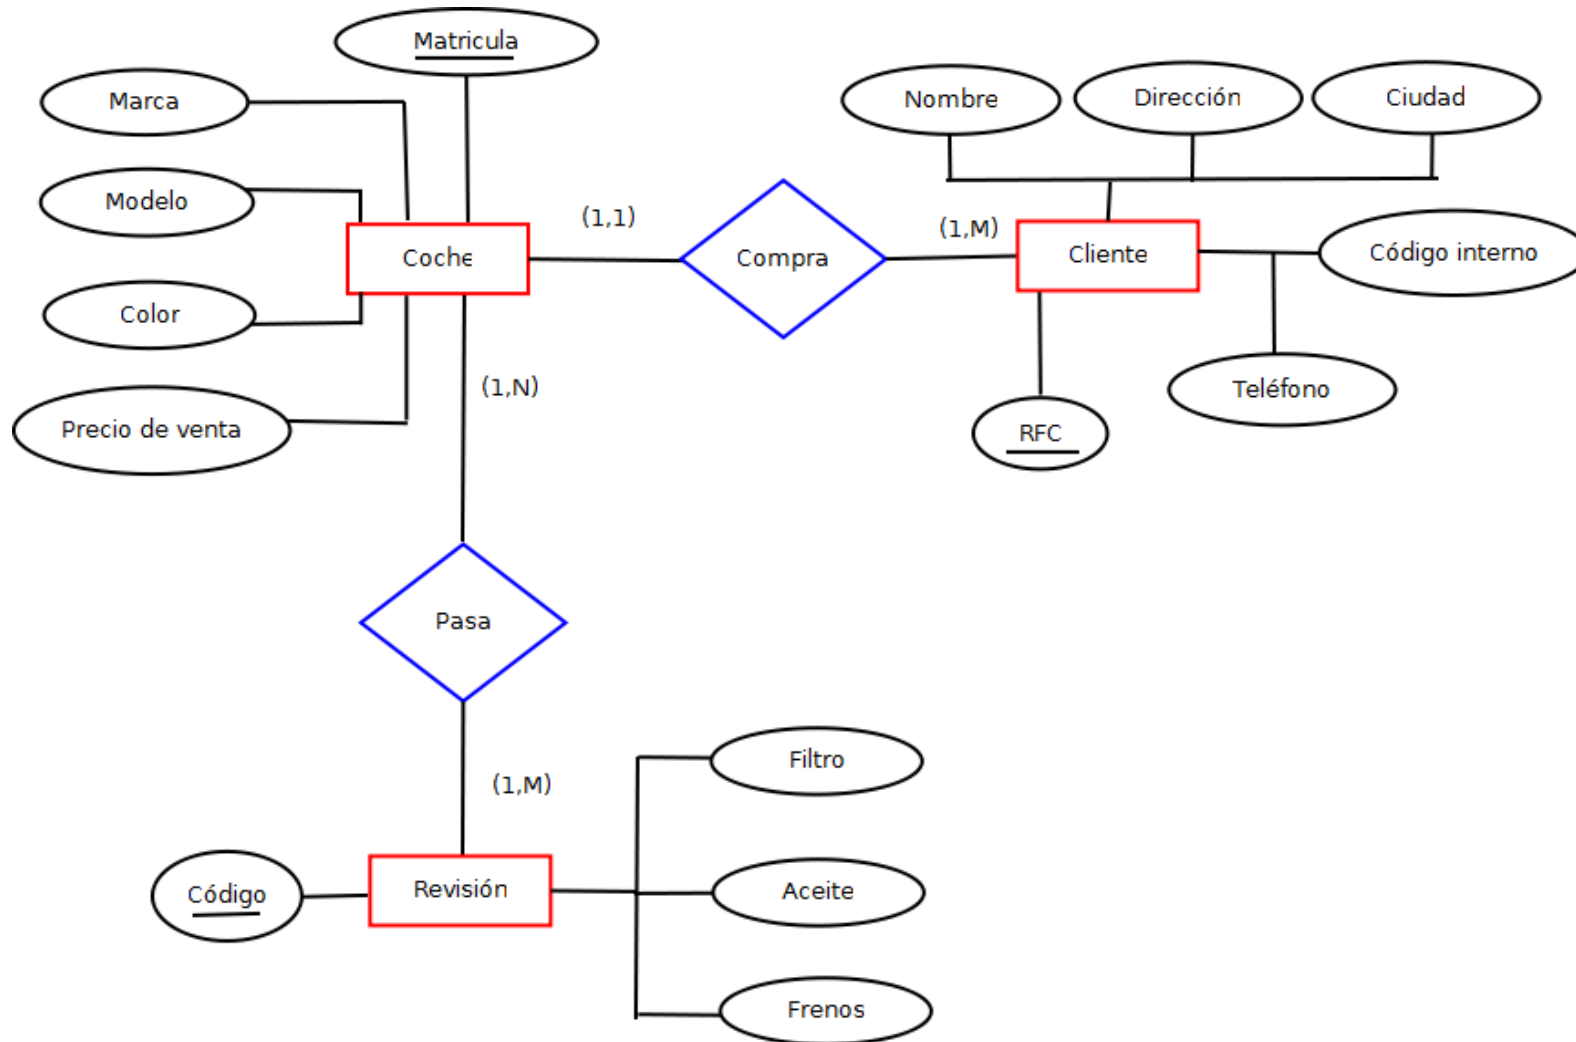 Matricula
Marca
Nombre
Dirección
Ciudad
Modelo
(1,1)
(1,M)
Coche
Compra
Cliente
Código interno
Color
(1,N)
Teléfono
Precio de venta
RFC
Pasa
Filtro
(1,M)
Código
Revisión
Aceite
Frenos